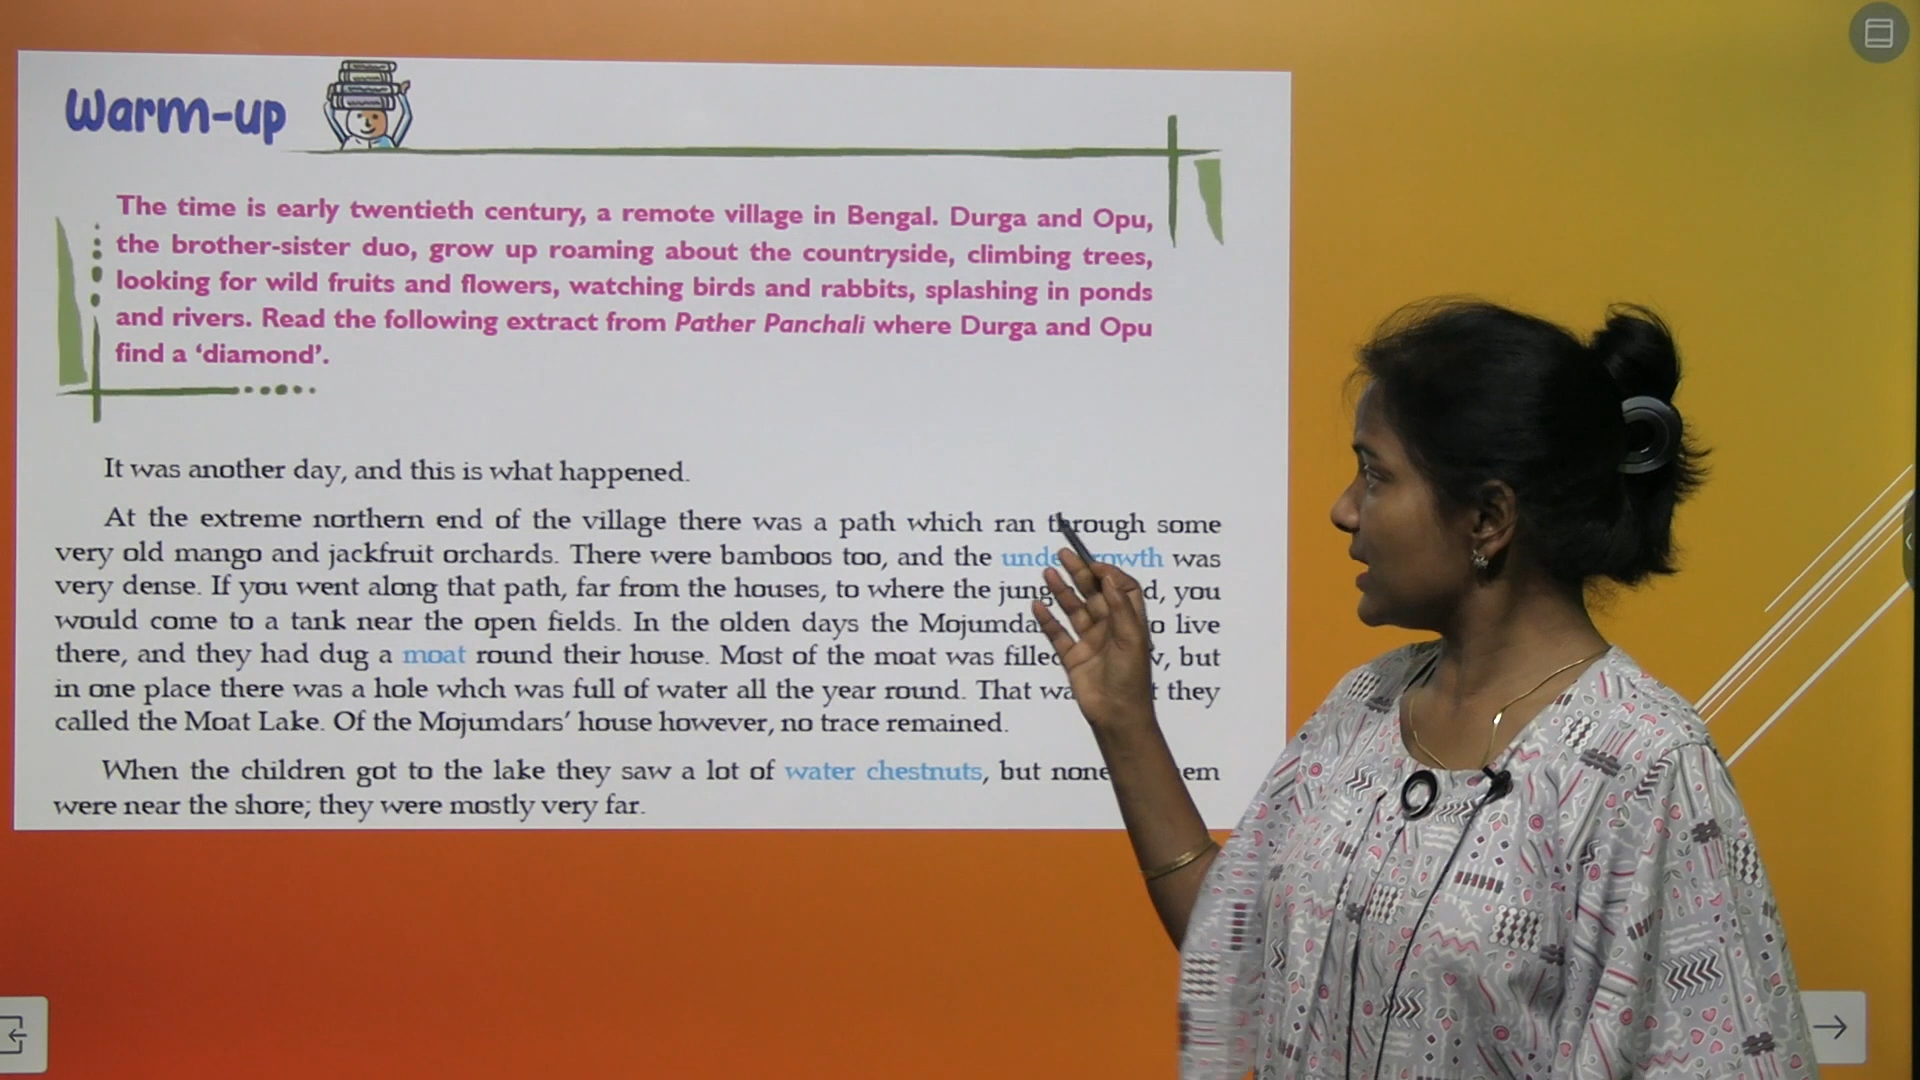 Warm-up
The time is early twentieth century, a remote village in Bengal. Durga and Opu,
the brother-sister duo, grow up roaming about the countryside, climbing trees,
looking for wild fruits and flowers, watching birds and rabbits, splashing in ponds
and rivers. Read the following extract from Pather Panchali where Durga and Opu
find a ‘diamond’.
It was another day, and this is what happened.
At the extreme northern end of the village there was a path which ran through some
very old mango and jackfruit orchards. There were bamboos too, and the undergrowth was
very dense. If you went along that path, far from the houses, to where the you
would come to a tank near the open fields. In the olden days the live
there, and they had dug a moat round their house. Most of the moat was filled but
in one place there was a hole whch was full of water all the year round. That they
called the Moat Lake. Of the Mojumdars’ house however, no trace remained.
When the children got to the lake they saw a lot of water chestnuts, but none
were near the shore; they were mostly very far.